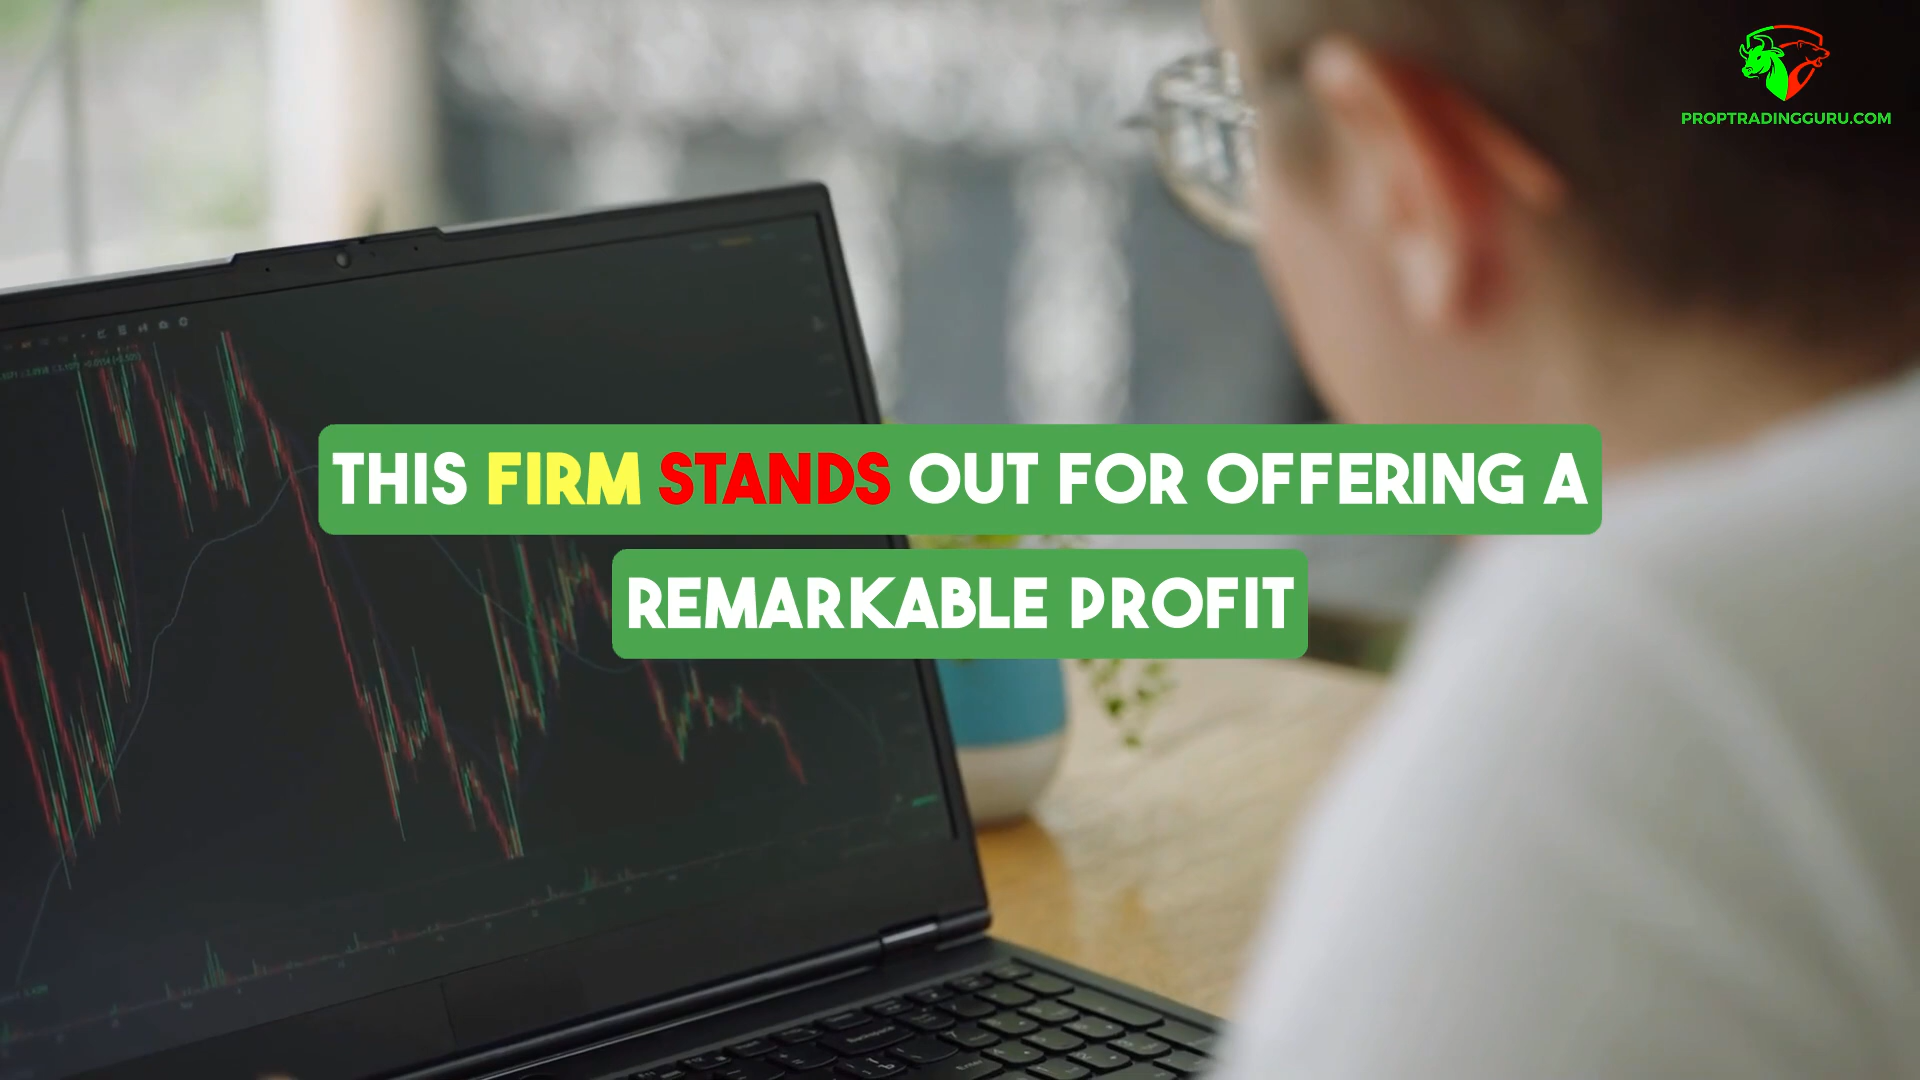 PROPTRADINGGURU.COM
THIS FIRM STANDS OUT FOR OFFERING A
REMARKABLE PROFIT